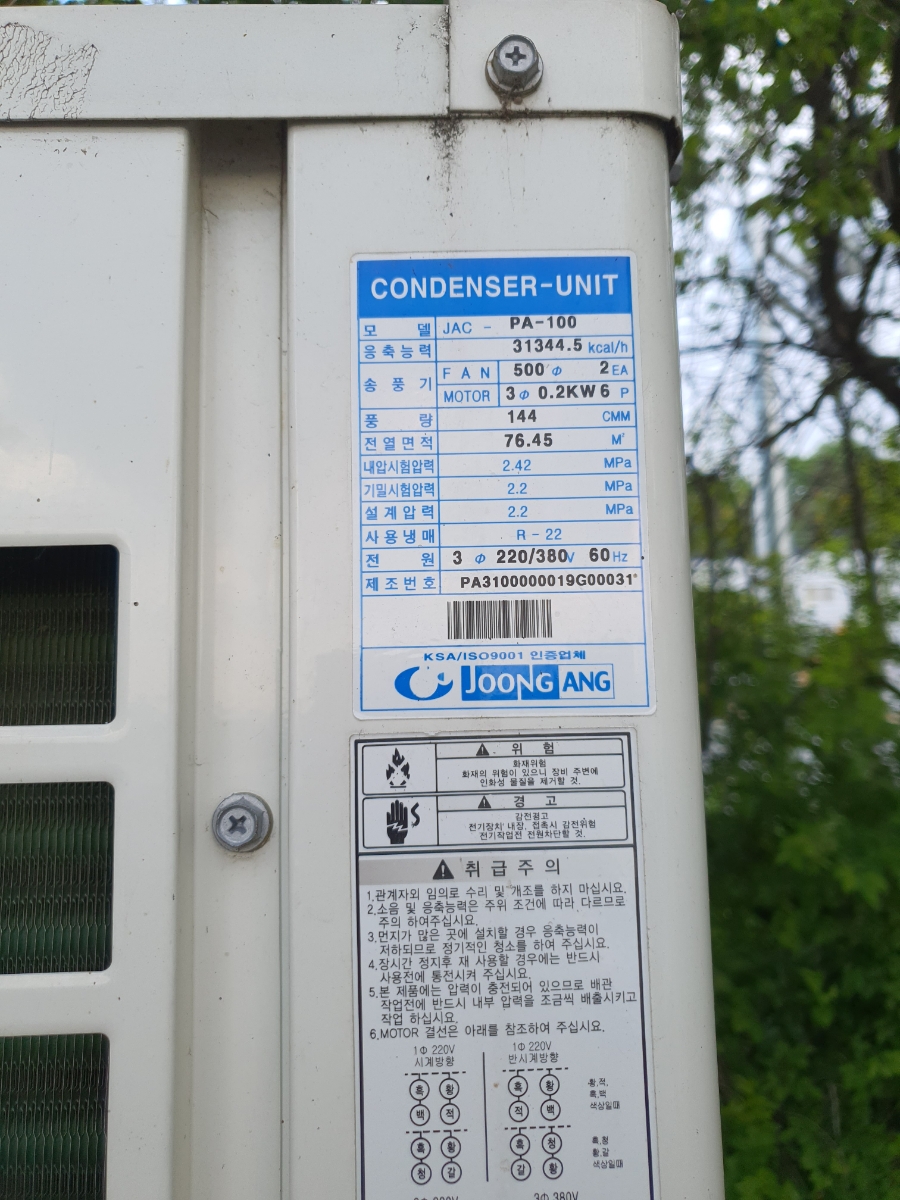 CONDENSER-UNIT
모 델 JAC - PA-100
응축능력 31344.5 kcal/h
송 풍 기 FAN 500 Φ 2 EA
MOTOR 3 Φ 0.2KW 6 P
풍 량 144 CMM
전열면적 76.45 M²
내압시험압력 2.42 MPa
기밀시험압력 2.2 MPa
설계압력 2.2 MPa
사용냉매 R - 22
전 원 3 Φ 220/380V 60 Hz
제조번호 PA3100000019G00031*
KSA/ISO9001 인증업체
JOONG ANG
위 험
화재위험
화재의 위험이 있으니 장비 주변에
인화성 물질을 제거할 것.
경 고
감전경고
전기장치 내장, 접촉시 감전위험
전기작업전 전원차단할 것.
취급주의
1.관계자외 임의로 수리 및 개조를 하지 마십시요.
2.소음 및 응축능력은 주위 조건에 따라 다르므로
주의 하여주십시요.
3.먼지가 많은 곳에 설치할 경우 응축능력이
저하되므로 정기적인 청소를 하여 주십시요.
4.장시간 정지후 재 사용할 경우에는 반드시
사용전에 통전시켜 주십시요.
5.본 제품에는 압력이 충전되어 있으므로 배관
작업전에 반드시 내부 압력을 조금씩 배출시키고
작업 하십시요.
6.MOTOR 결선은 아래를 참조하여 주십시요.
1Φ 220V 1Φ 220V
시계방향 반시계방향
흑 황 흑 황 황,적,
백 적 적 백 흑,백
색상일때
흑 황 흑 청 흑,청
청 갈 갈 황 황,갈
색상일때
3Φ 380V